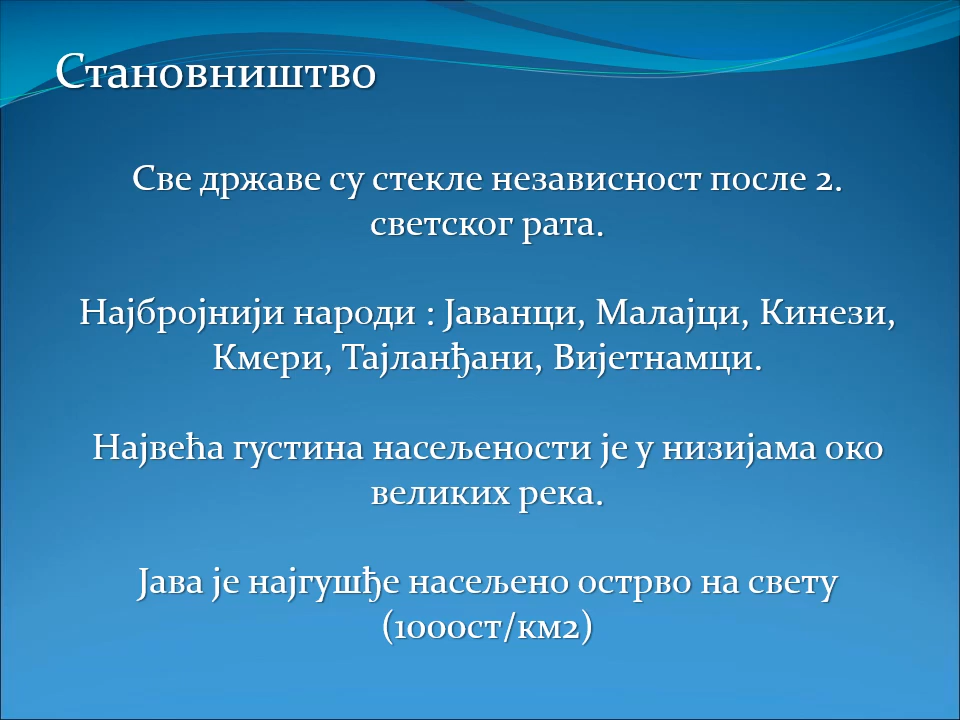 Становништво
Све државе су стекле независност после 2.
светског рата.
Најбројнији народи : Јаванци, Малајци, Кинези,
Кмери, Тајланђани, Вијетнамци.
Највећа густина насељености је у низијама око
великих река.
Јава је најгушђе насељено острво на свету
(1000ст/км2)